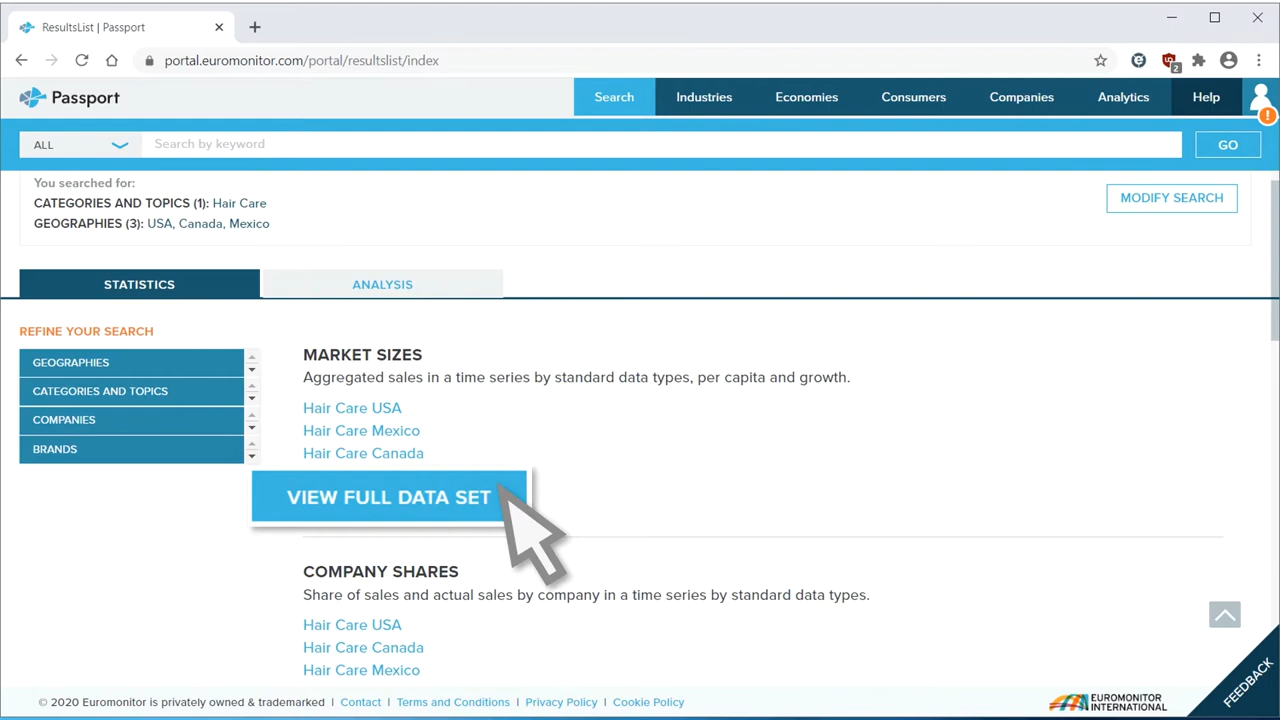 ResultsList | Passport
portal.euromonitor.com/portal/resultslist/index
2
Passport
Search
Industries
Economies
Consumers
Companies
Analytics
Help
!
ALL
Search by keyword
GO
You searched for:
CATEGORIES AND TOPICS (1): Hair Care
GEOGRAPHIES (3): USA, Canada, Mexico
MODIFY SEARCH
STATISTICS
ANALYSIS
REFINE YOUR SEARCH
GEOGRAPHIES
CATEGORIES AND TOPICS
COMPANIES
BRANDS
MARKET SIZES
Aggregated sales in a time series by standard data types, per capita and growth.
Hair Care USA
Hair Care Mexico
Hair Care Canada
VIEW FULL DATA SET
COMPANY SHARES
Share of sales and actual sales by company in a time series by standard data types.
Hair Care USA
Hair Care Canada
Hair Care Mexico
FEEDBACK
© 2020 Euromonitor is privately owned & trademarked | Contact | Terms and Conditions | Privacy Policy | Cookie Policy
EUROMONITOR
INTERNATIONAL